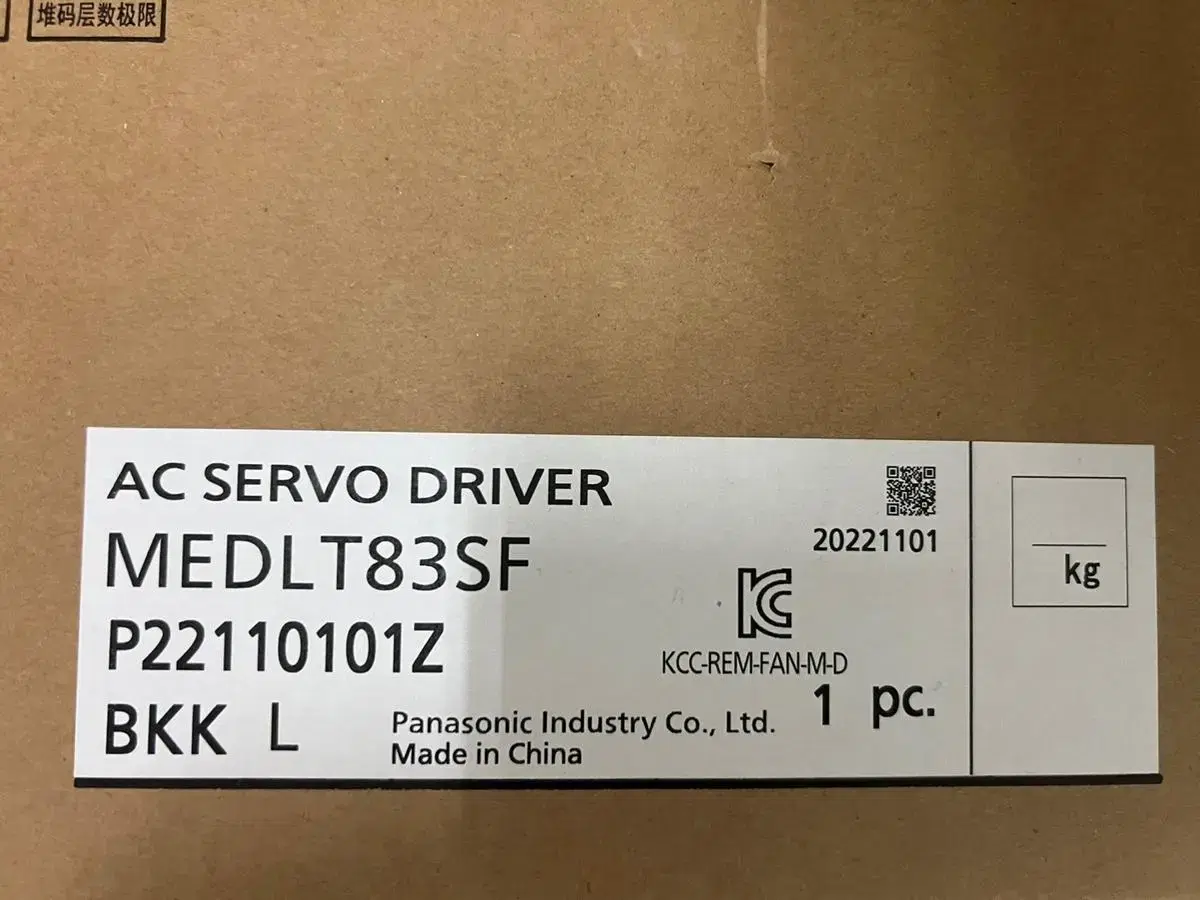 堆码层数极限
AC SERVO DRIVER
MEDLT83SF
20221101
P22110101Z
KCC-REM-FAN-M-D
BKK L
1 pc.
Panasonic Industry Co., Ltd.
Made in China
kg